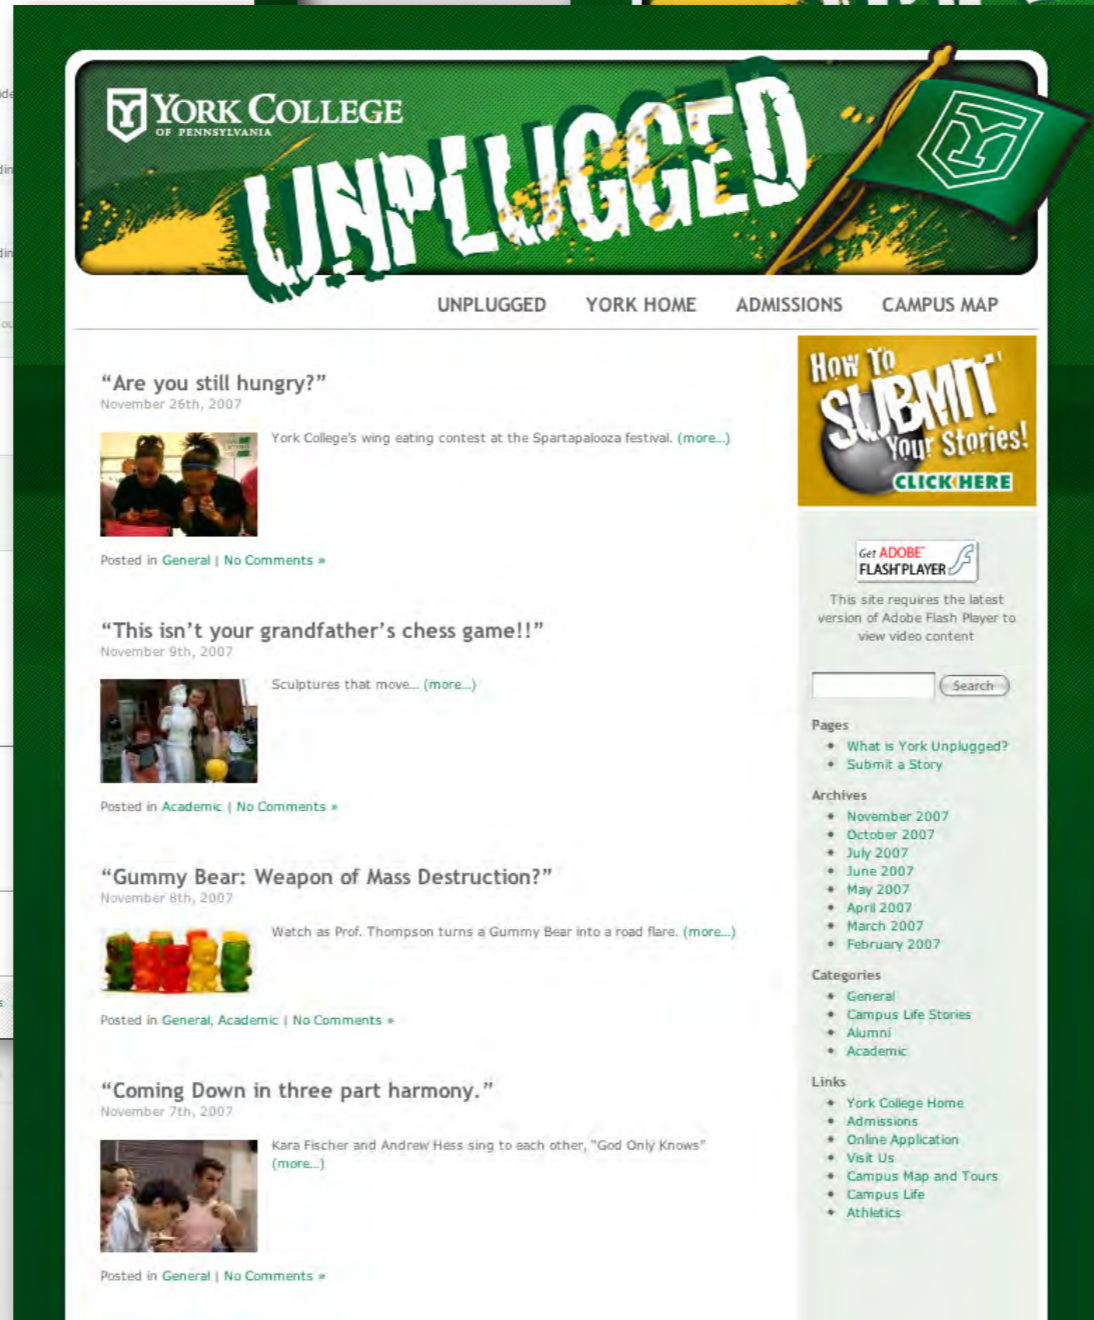 YORK COLLEGE
OF PENNSYLVANIA
UNPLUGGED
UNPLUGGED YORK HOME ADMISSIONS CAMPUS MAP
“Are you still hungry?”
November 26th, 2007
York College's wing eating contest at the Spartapalooza festival. (more...)
Posted in General | No Comments »
“This isn’t your grandfather’s chess game!!”
November 9th, 2007
Sculptures that move... (more...)
Posted in Academic | No Comments »
“Gummy Bear: Weapon of Mass Destruction?”
November 8th, 2007
Watch as Prof. Thompson turns a Gummy Bear into a road flare. (more...)
Posted in General, Academic | No Comments »
“Coming Down in three part harmony.”
November 7th, 2007
Kara Fischer and Andrew Hess sing to each other, "God Only Knows"
(more...)
Posted in General | No Comments »
How To
SUBMIT
Your Stories!
CLICK HERE
Get ADOBE
FLASH PLAYER
This site requires the latest
version of Adobe Flash Player to
view video content
Search
Pages
What is York Unplugged?
Submit a Story
Archives
November 2007
October 2007
July 2007
June 2007
May 2007
April 2007
March 2007
February 2007
Categories
General
Campus Life Stories
Alumni
Academic
Links
York College Home
Admissions
Online Application
Visit Us
Campus Map and Tours
Campus Life
Athletics